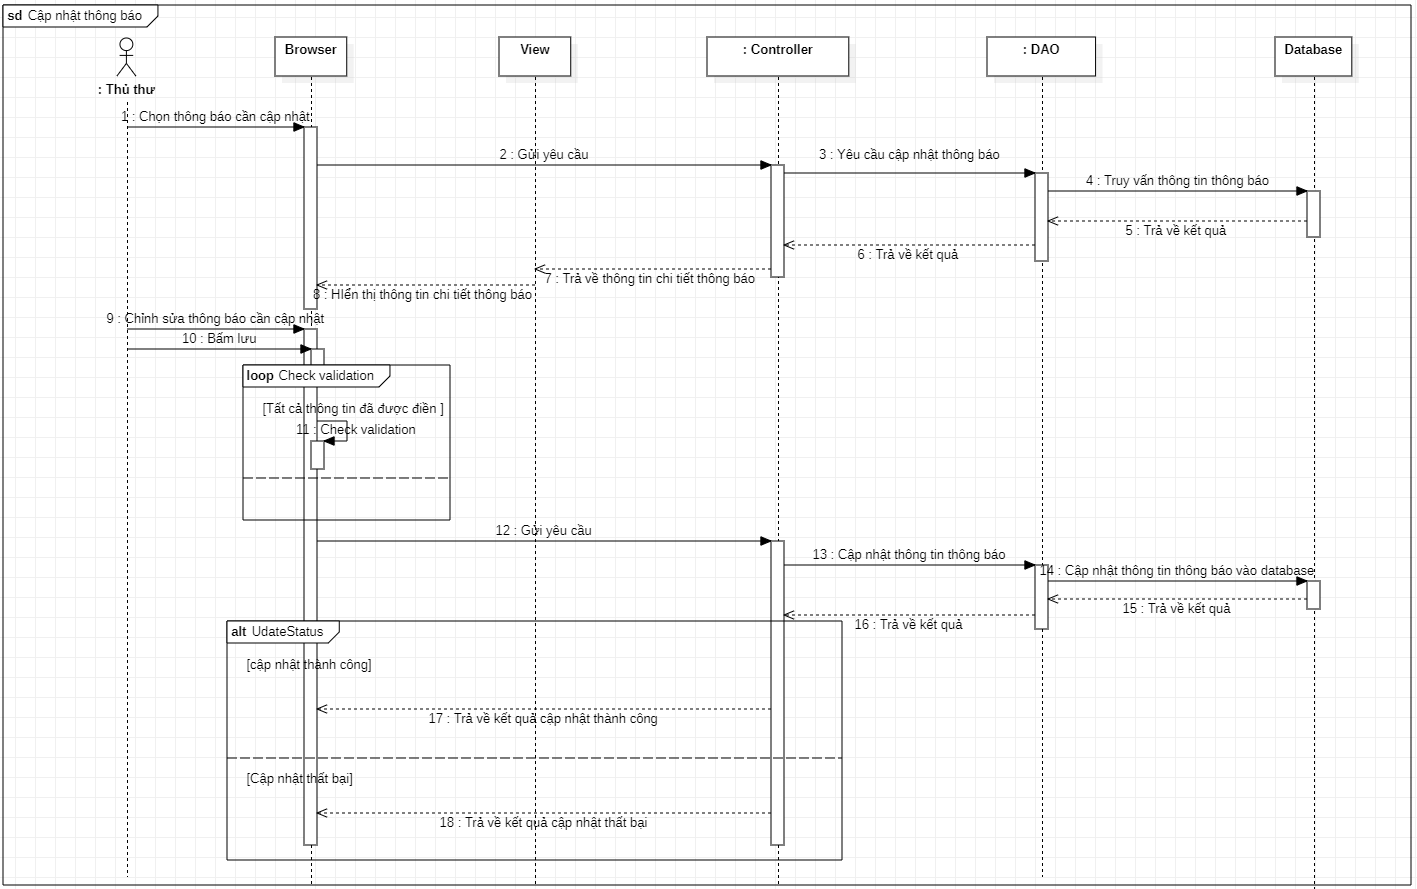 sd Cập nhật thông báo
: Thủ thư
Browser
View
: Controller
: DAO
Database
1 : Chọn thông báo cần cập nhật
2 : Gửi yêu cầu
3 : Yêu cầu cập nhật thông báo
4 : Truy vấn thông tin thông báo
5 : Trả về kết quả
6 : Trả về kết quả
7 : Trả về thông tin chi tiết thông báo
8 : HIển thị thông tin chi tiết thông báo
9 : Chỉnh sửa thông báo cần cập nhật
10 : Bấm lưu
loop Check validation
[Tất cả thông tin đã được điền ]
11 : Check validation
12 : Gửi yêu cầu
13 : Cập nhật thông tin thông báo
14 : Cập nhật thông tin thông báo vào database
15 : Trả về kết quả
16 : Trả về kết quả
alt UdateStatus
[cập nhật thành công]
17 : Trả về kết quả cập nhật thành công
[Cập nhật thất bại]
18 : Trả về kết quả cập nhật thất bại